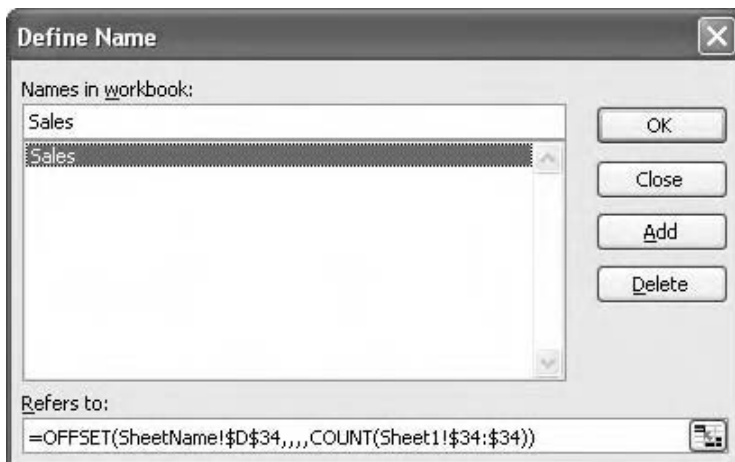 Define Name
Names in workbook:
Sales
Sales
OK
Close
Add
Delete
Refers to:
=OFFSET(SheetName!$D$34,,,,COUNT(Sheet1!$34:$34))